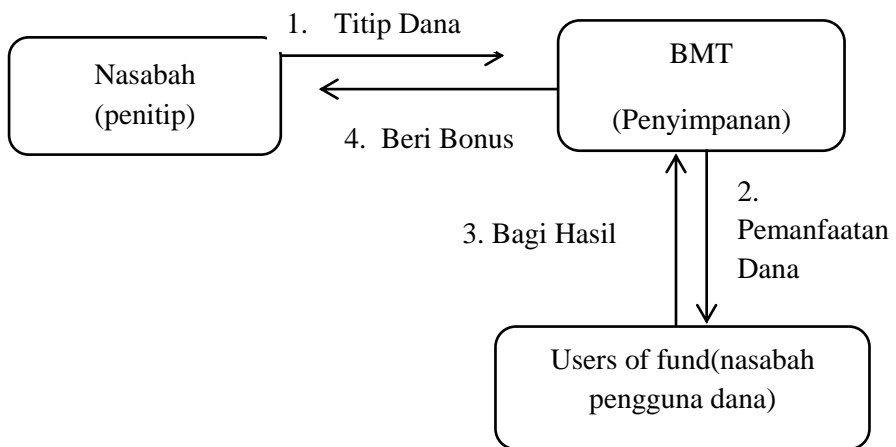 1. Titip Dana
Nasabah
(penitip)
BMT
(Penyimpanan)
4. Beri Bonus
3. Bagi Hasil
2.
Pemanfaatan
Dana
Users of fund(nasabah
pengguna dana)